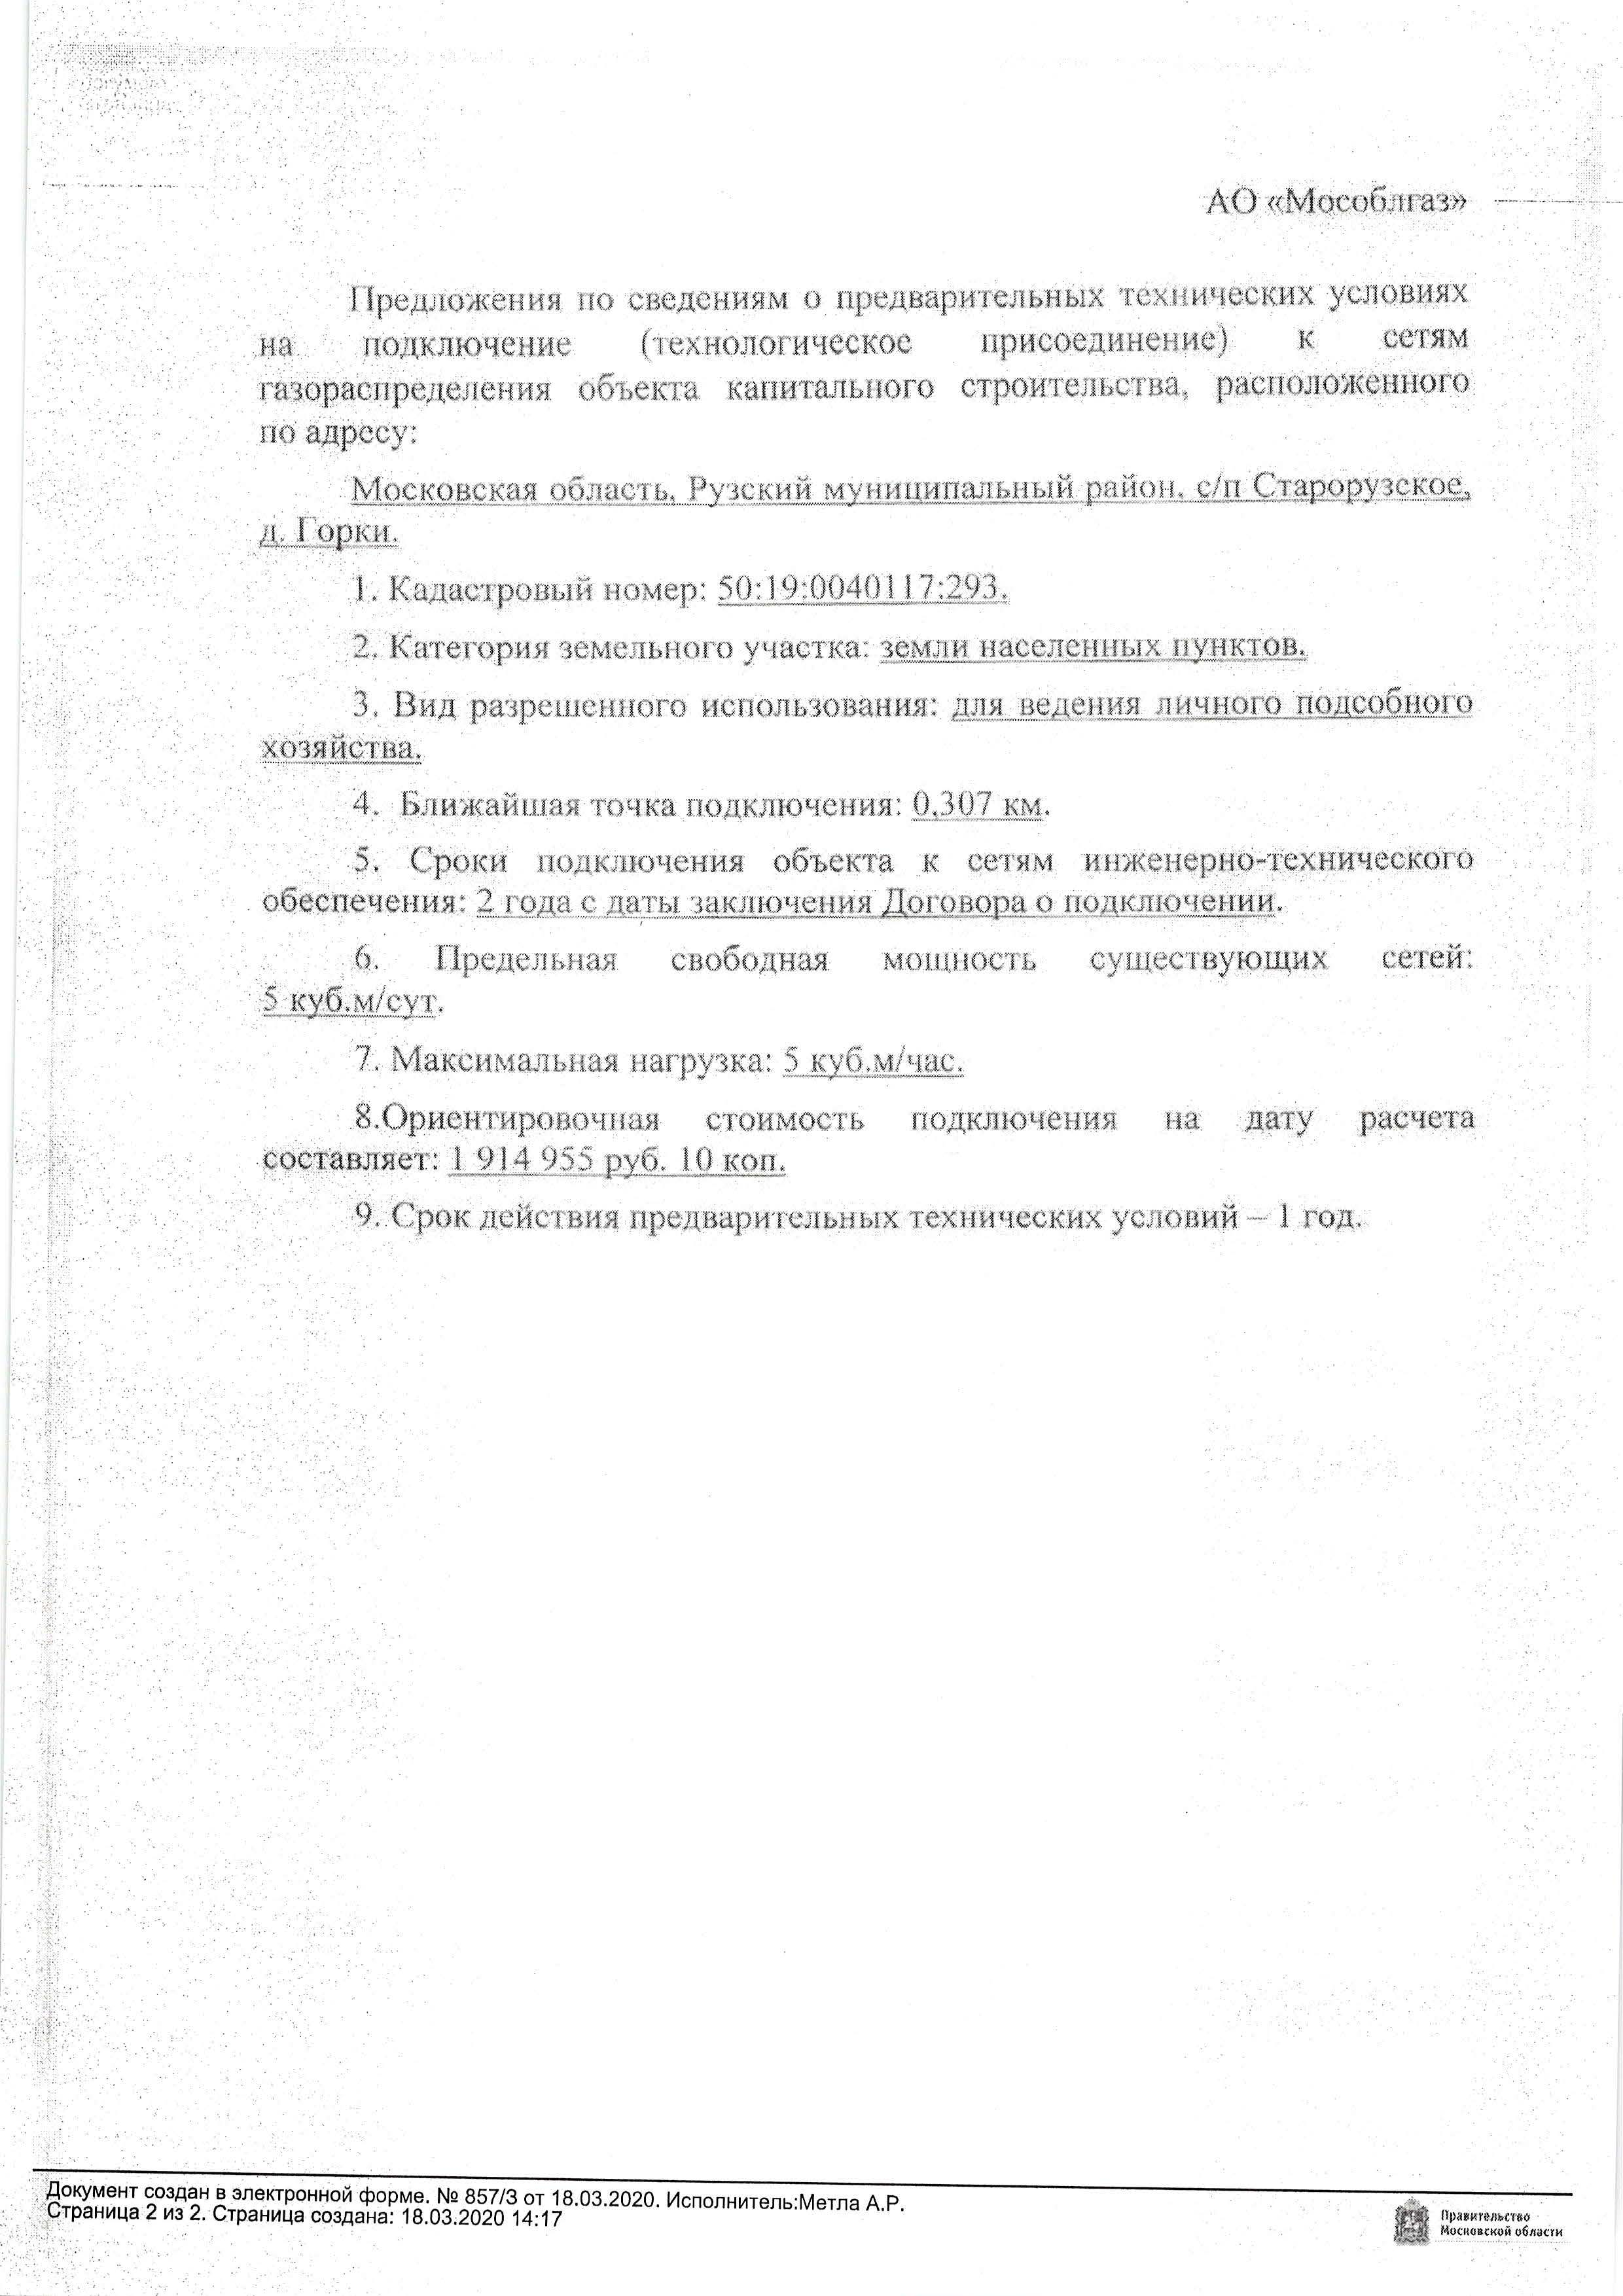 АО «Мособлгаз»
Предложения по сведениям о предварительных технических условиях
на подключение (технологическое присоединение) к сетям
газораспределения объекта капитального строительства, расположенного
по адресу:
Московская область, Рузский муниципальный район, с/п Старорузское,
д. Горки.
1. Кадастровый номер: 50:19:0040117:293.
2. Категория земельного участка: земли населенных пунктов.
3. Вид разрешенного использования: для ведения личного подсобного
хозяйства.
4. Ближайшая точка подключения: 0,307 км.
5. Сроки подключения объекта к сетям инженерно-технического
обеспечения: 2 года с даты заключения Договора о подключении.
6. Предельная свободная мощность существующих сетей:
5 куб.м/сут.
7. Максимальная нагрузка: 5 куб.м/час.
8.Ориентировочная стоимость подключения на дату расчета
составляет: 1 914 955 руб. 10 коп.
9. Срок действия предварительных технических условий – 1 год.
Документ создан в электронной форме. № 857/З от 18.03.2020. Исполнитель:Метла А.Р.
Страница 2 из 2. Страница создана: 18.03.2020 14:17
Правительство
Московской области